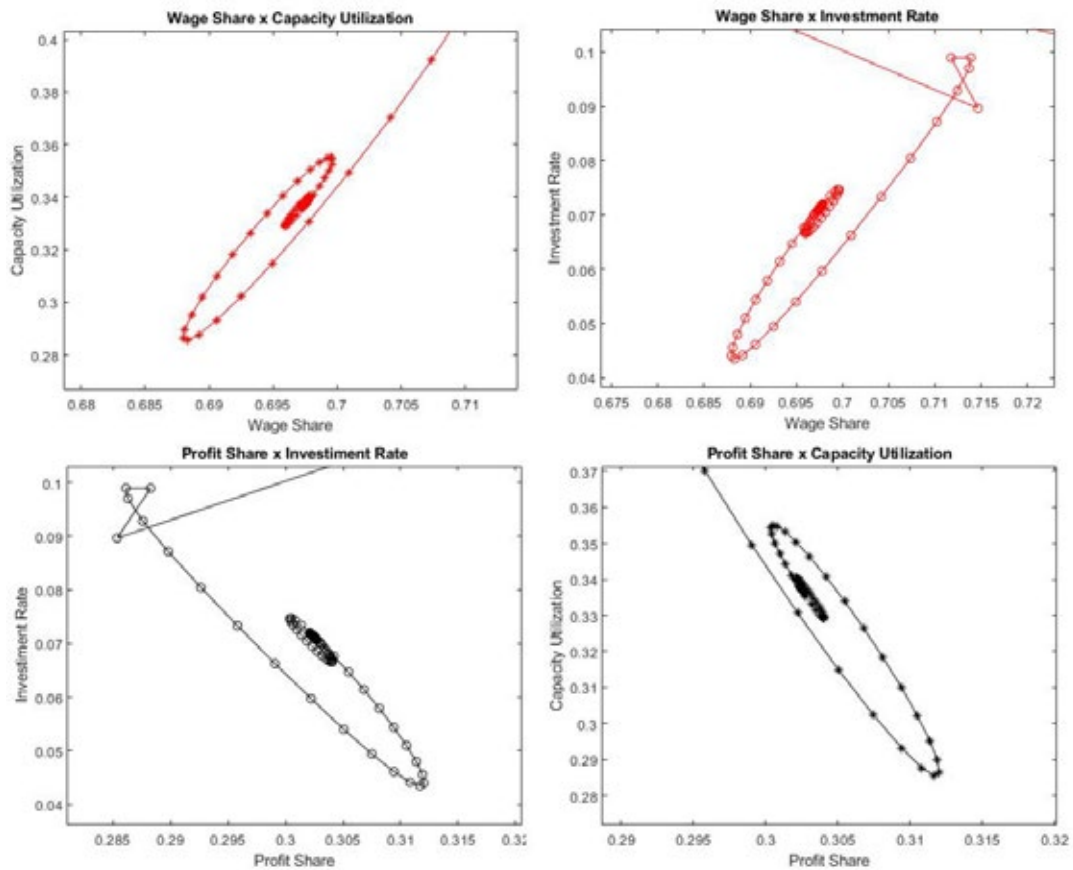 Wage Share x Capacity Utilization
0.4
0.38
0.36
0.34
0.32
0.3
0.28
Capacity Utilization
0.68 0.685 0.69 0.695 0.7 0.705 0.71
Wage Share
Wage Share x Investment Rate
0.1
0.09
0.08
0.07
0.06
0.05
0.04
Investment Rate
0.675 0.68 0.685 0.69 0.695 0.7 0.705 0.71 0.715 0.72
Wage Share
Profit Share x Investiment Rate
0.1
0.09
0.08
0.07
0.06
0.05
0.04
Investiment Rate
0.285 0.29 0.295 0.3 0.305 0.31 0.315 0.32
Profit Share
Profit Share x Capacity Utilization
0.37
0.36
0.35
0.34
0.33
0.32
0.31
0.3
0.29
0.28
Capacity Utilization
0.29 0.295 0.3 0.305 0.31 0.315 0.32
Profit Share